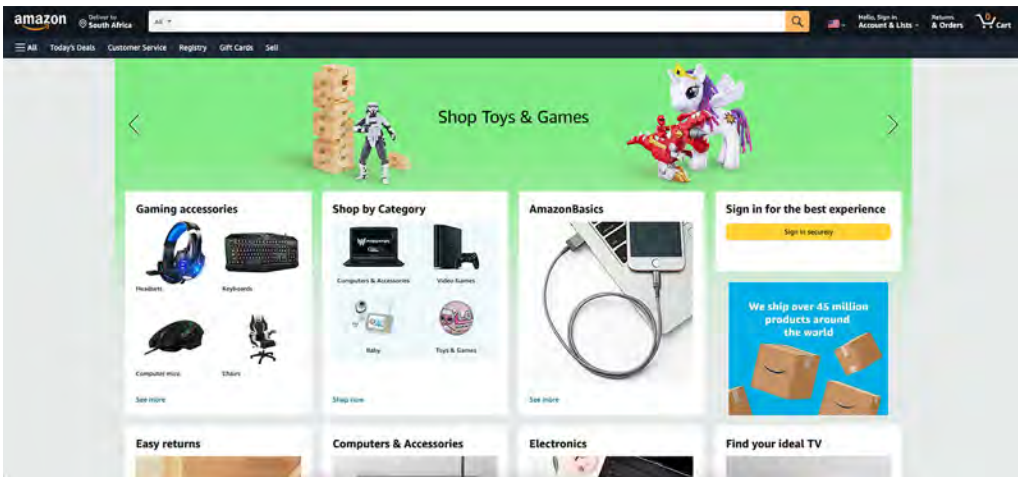 amazon
Deliver to
South Africa
All
Hello, Sign in
Account & Lists
Returns
& Orders
0
Cart
All Today's Deals Customer Service Registry Gift Cards Sell
Shop Toys & Games
Gaming accessories
Headsets
Keyboards
Computer mice
Chairs
See more
Shop by Category
Computers & Accessories
Video Games
Baby
Toys & Games
Shop now
AmazonBasics
See more
Sign in for the best experience
Sign in securely
We ship over 45 million
products around
the world
Easy returns
Computers & Accessories
Electronics
Find your ideal TV